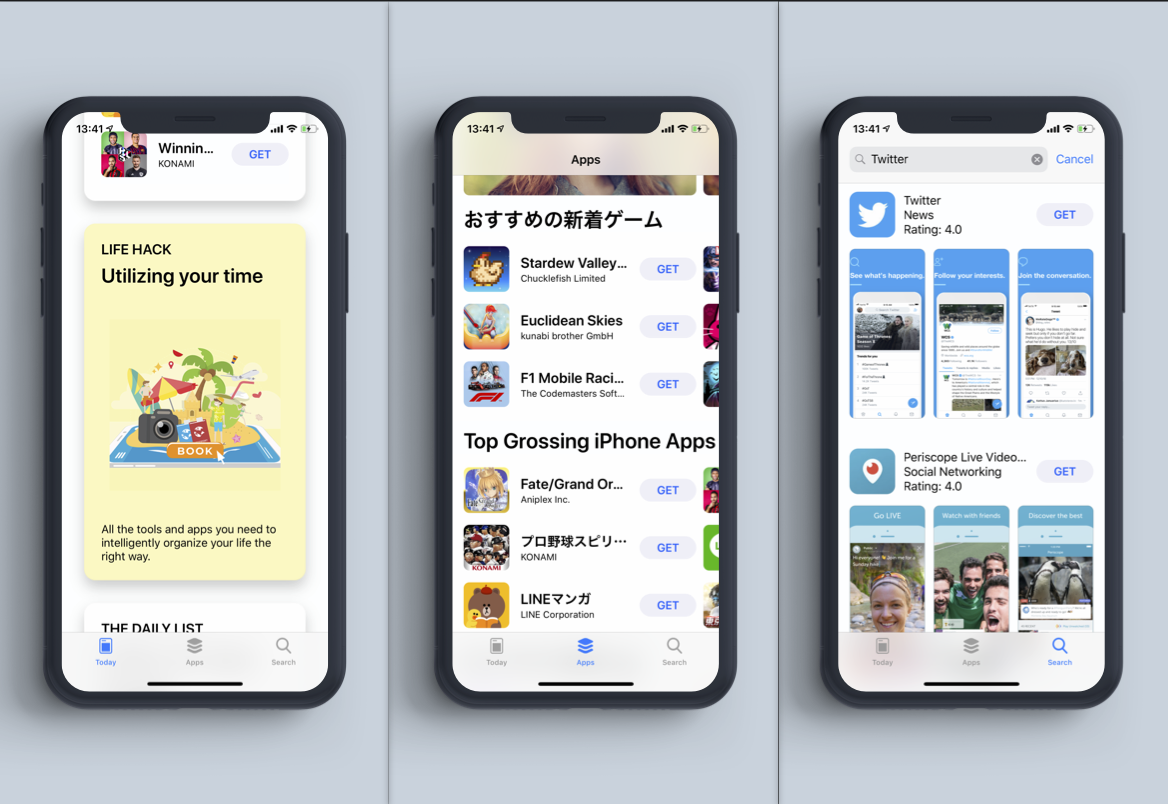 13:41
Winnin...
KONAMI
GET
LIFE HACK
Utilizing your time
BOOK
All the tools and apps you need to
intelligently organize your life the
right way.
THE DAILY LIST
Today
Apps
Search
13:41
Apps
おすすめの新着ゲーム
Stardew Valley...
Chucklefish Limited
GET
Euclidean Skies
kunabi brother GmbH
GET
F1 Mobile Raci...
The Codemasters Soft...
GET
Top Grossing iPhone Apps
Fate/Grand Or...
Aniplex Inc.
GET
プロ野球スピリ…
KONAMI
GET
LINEマンガ
LINE Corporation
GET
Today
Apps
Search
13:41
Twitter
Cancel
Twitter
News
Rating: 4.0
GET
See what's happening.
Follow your interests.
Join the conversation.
Periscope Live Video...
Social Networking
Rating: 4.0
GET
Go LIVE
Watch with friends
Discover the best
Today
Apps
Search